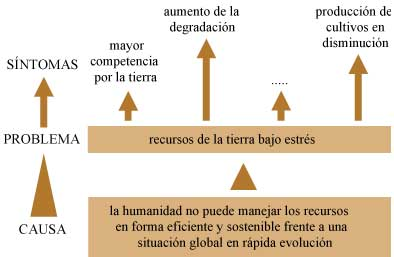 SÍNTOMAS
mayor
competencia
por la tierra
aumento de la
degradación
.....
producción de
cultivos en
disminución
PROBLEMA
recursos de la tierra bajo estrés
CAUSA
la humanidad no puede manejar los recursos
en forma eficiente y sostenible frente a una
situación global en rápida evolución